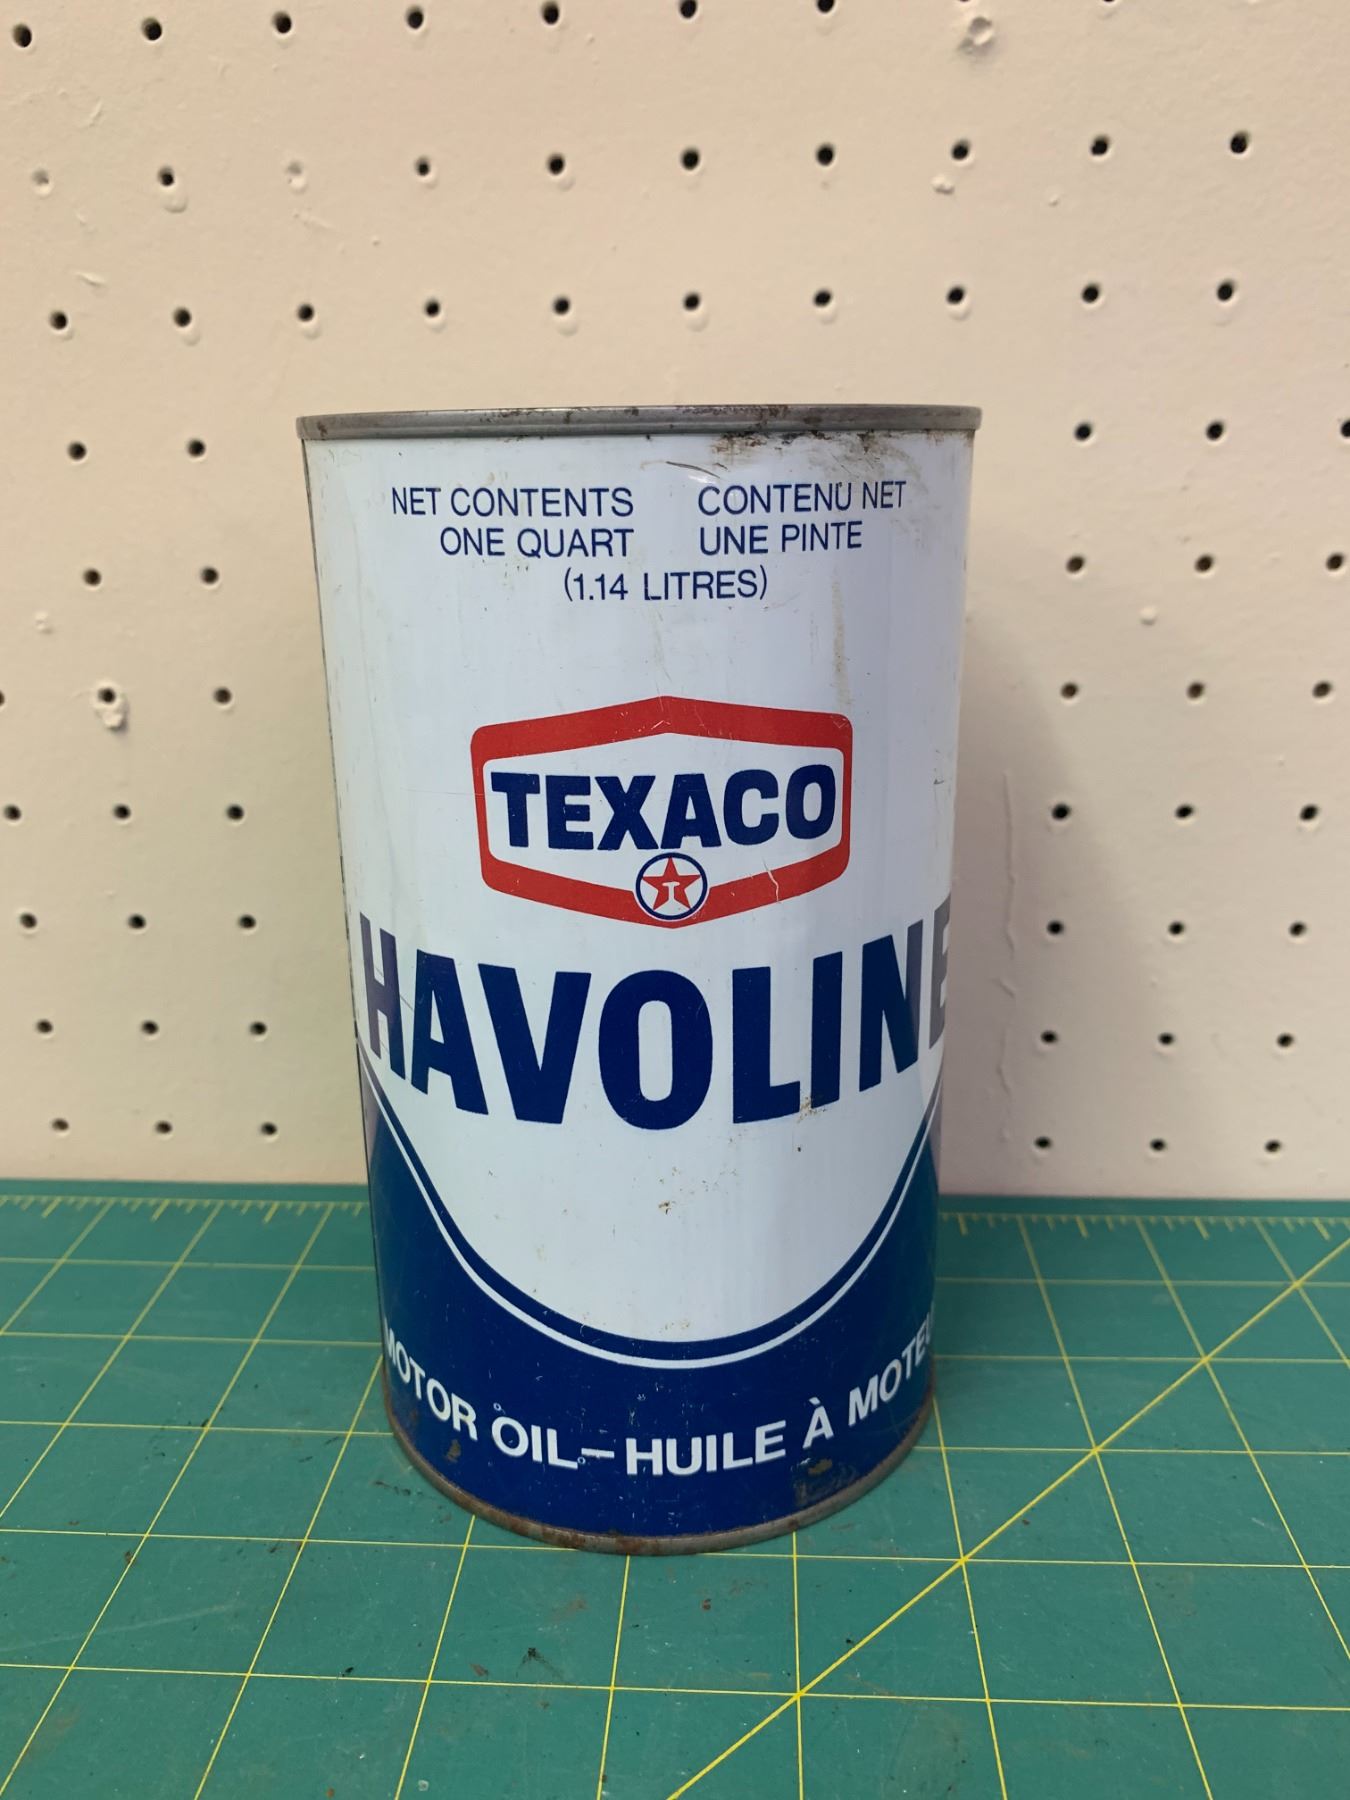 NET CONTENTS CONTENU NET
ONE QUART UNE PINTE
(1.14 LITRES)
TEXACO
T
HAVOLINE
MOTOR OIL–HUILE À MOTEU